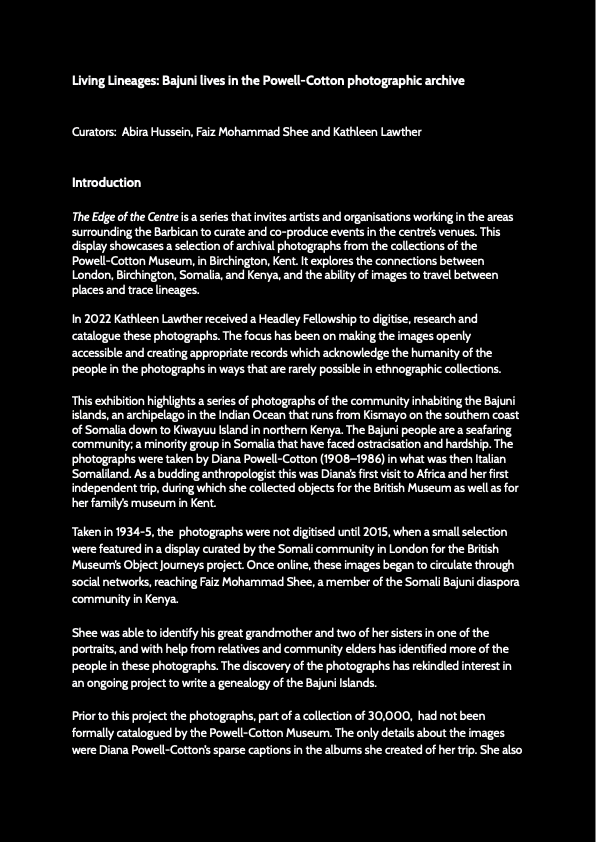 Living Lineages: Bajuni lives in the Powell-Cotton photographic archive
Curators:  Abira Hussein, Faiz Mohammad Shee and Kathleen Lawther
Introduction
The Edge of the Centre is a series that invites artists and organisations working in the areas
surrounding the Barbican to curate and co-produce events in the centre's venues. This
display showcases a selection of archival photographs from the collections of the
Powell-Cotton Museum, in Birchington, Kent. It explores the connections between
London, Birchington, Somalia, and Kenya, and the ability of images to travel between
places and trace lineages.
In 2022 Kathleen Lawther received a Headley Fellowship to digitise, research and
catalogue these photographs. The focus has been on making the images openly
accessible and creating appropriate records which acknowledge the humanity of the
people in the photographs in ways that are rarely possible in ethnographic collections.
This exhibition highlights a series of photographs of the community inhabiting the Bajuni
islands, an archipelago in the Indian Ocean that runs from Kismayo on the southern coast
of Somalia down to Kiwayuu Island in northern Kenya. The Bajuni people are a seafaring
community; a minority group in Somalia that have faced ostracisation and hardship. The
photographs were taken by Diana Powell-Cotton (1908–1986) in what was then Italian
Somaliland. As a budding anthropologist this was Diana's first visit to Africa and her first
independent trip, during which she collected objects for the British Museum as well as for
her family's museum in Kent.
Taken in 1934-5, the  photographs were not digitised until 2015, when a small selection
were featured in a display curated by the Somali community in London for the British
Museum's Object Journeys project. Once online, these images began to circulate through
social networks, reaching Faiz Mohammad Shee, a member of the Somali Bajuni diaspora
community in Kenya.
Shee was able to identify his great grandmother and two of her sisters in one of the
portraits, and with help from relatives and community elders has identified more of the
people in these photographs. The discovery of the photographs has rekindled interest in
an ongoing project to write a genealogy of the Bajuni Islands.
Prior to this project the photographs, part of a collection of 30,000,  had not been
formally catalogued by the Powell-Cotton Museum. The only details about the images
were Diana Powell-Cotton's sparse captions in the albums she created of her trip. She also